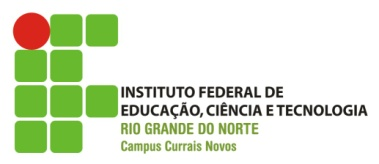 INSTITUTO FEDERAL DE
EDUCAÇÃO, CIÊNCIA E TECNOLOGIA
RIO GRANDE DO NORTE
Campus Currais Novos